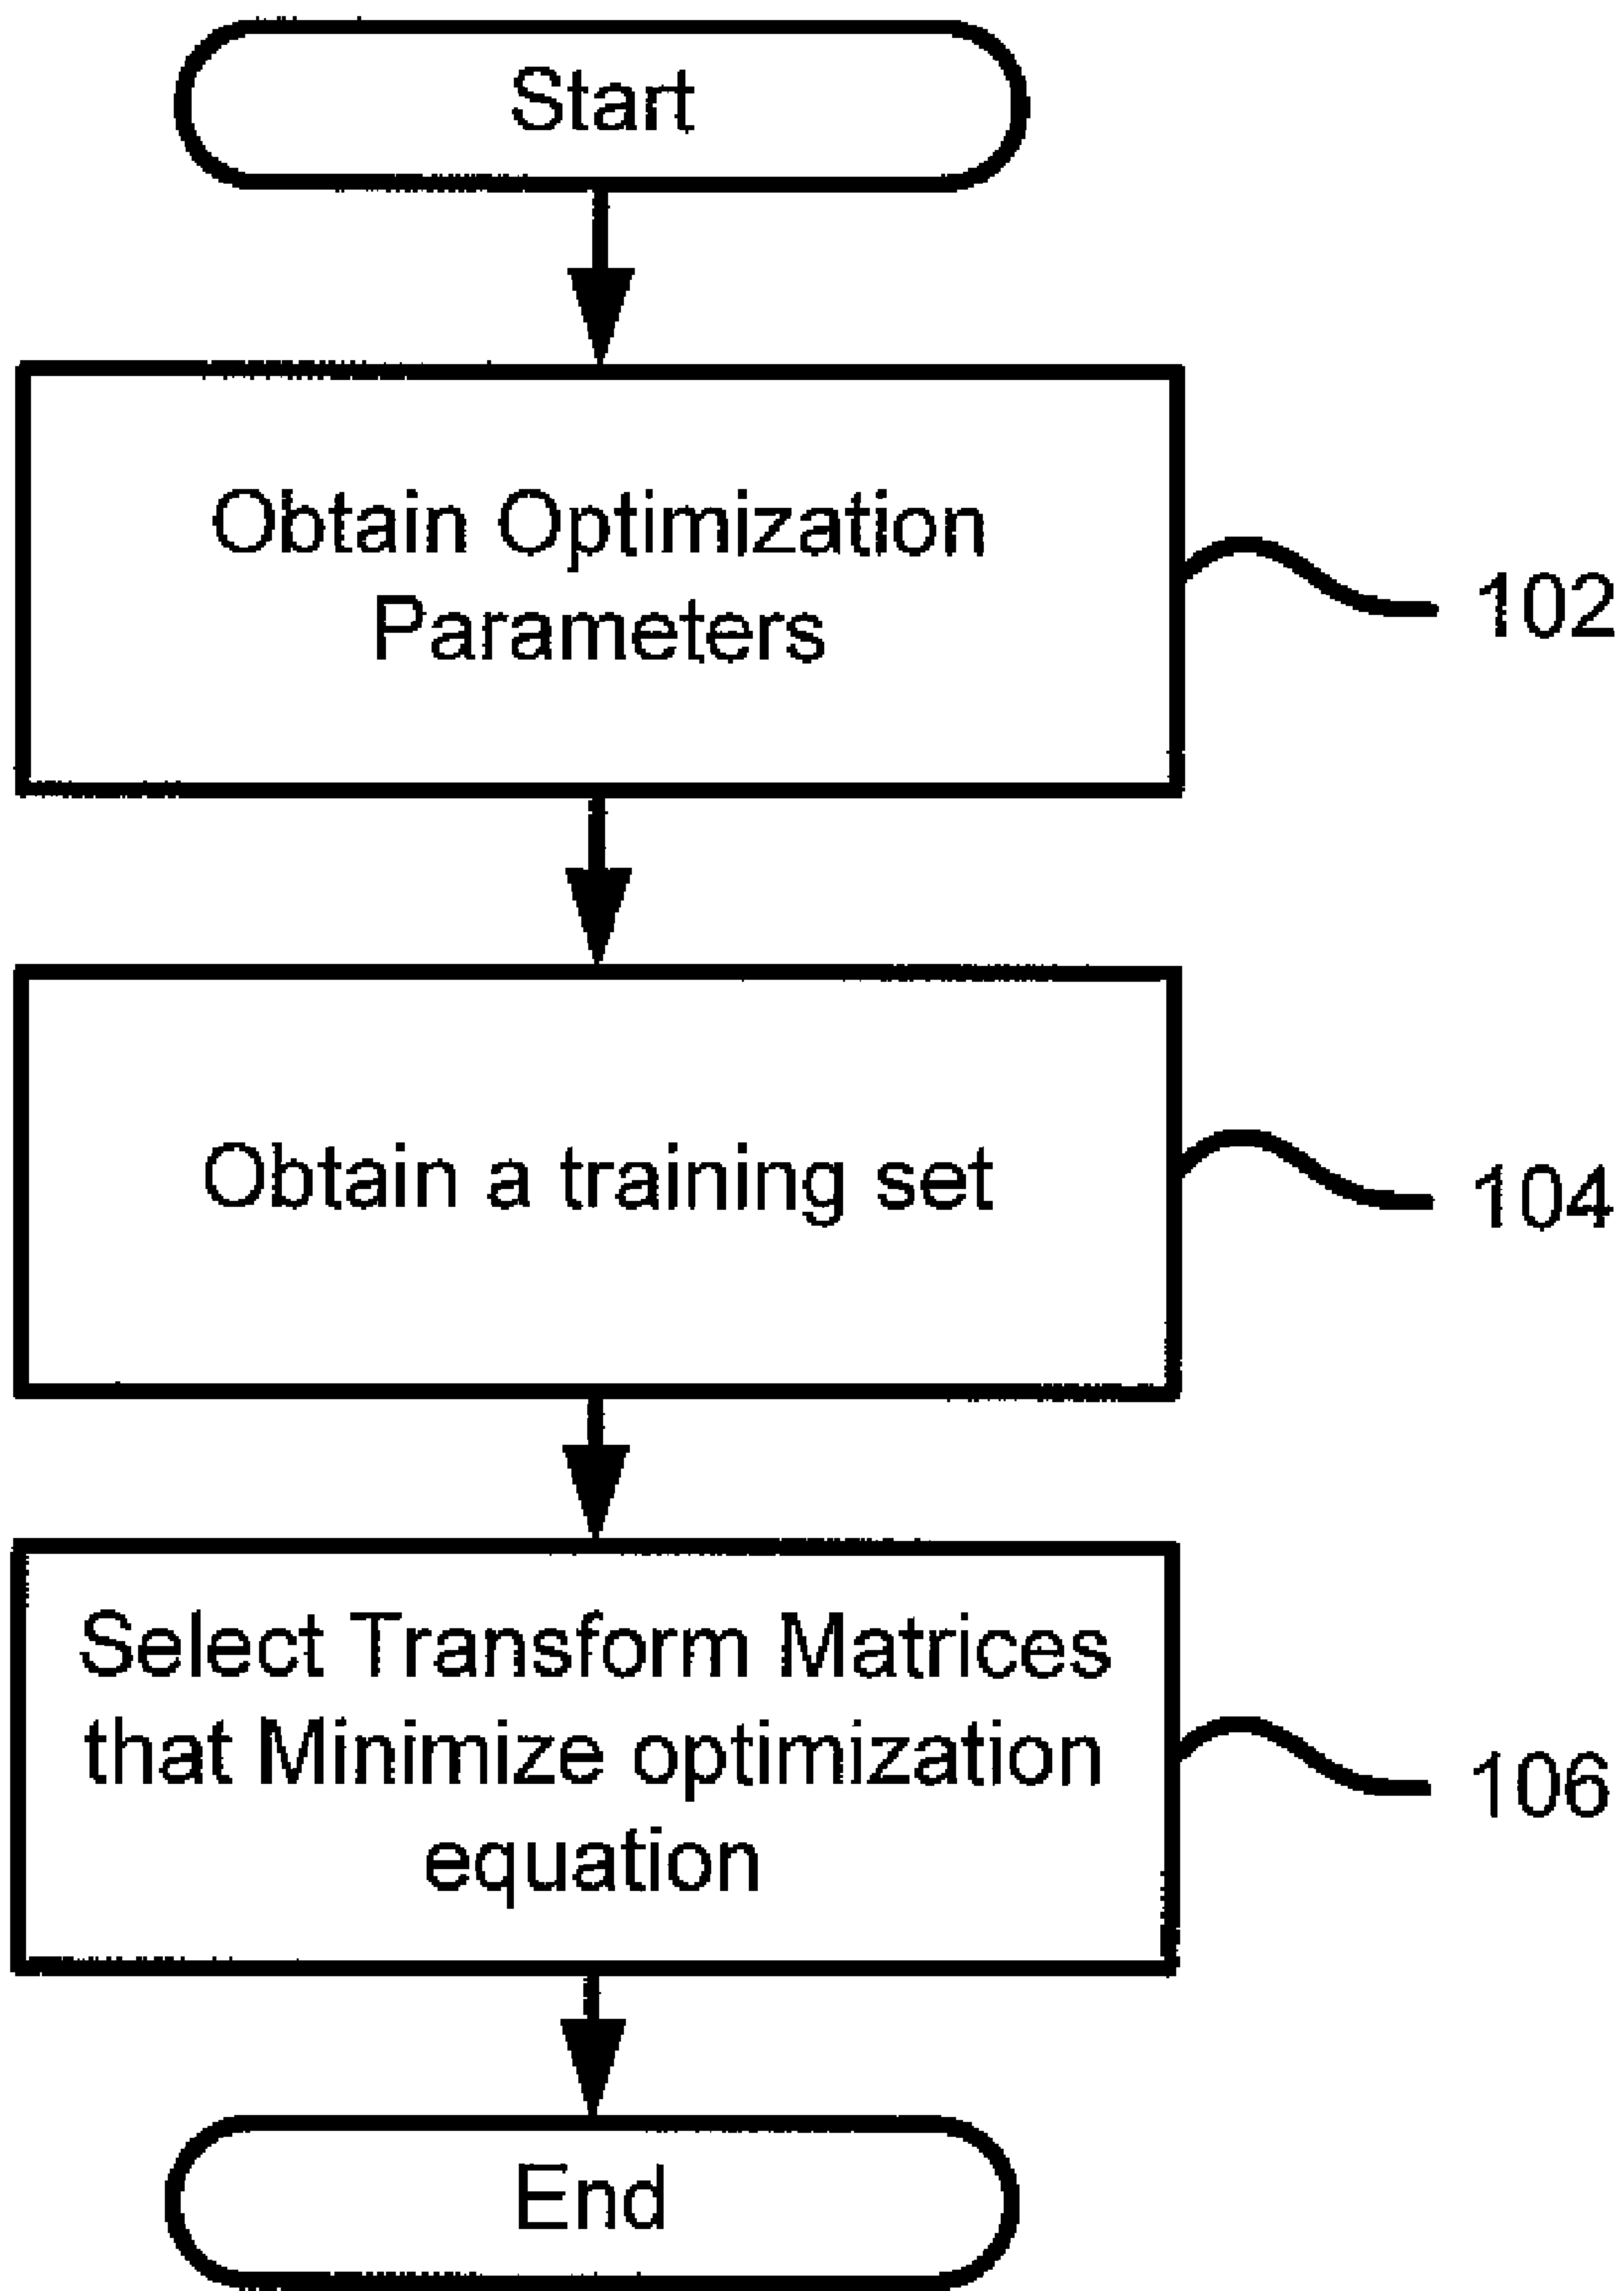 Start
Obtain Optimization
Parameters
102
Obtain a training set
104
Select Transform Matrices
that Minimize optimization
equation
106
End